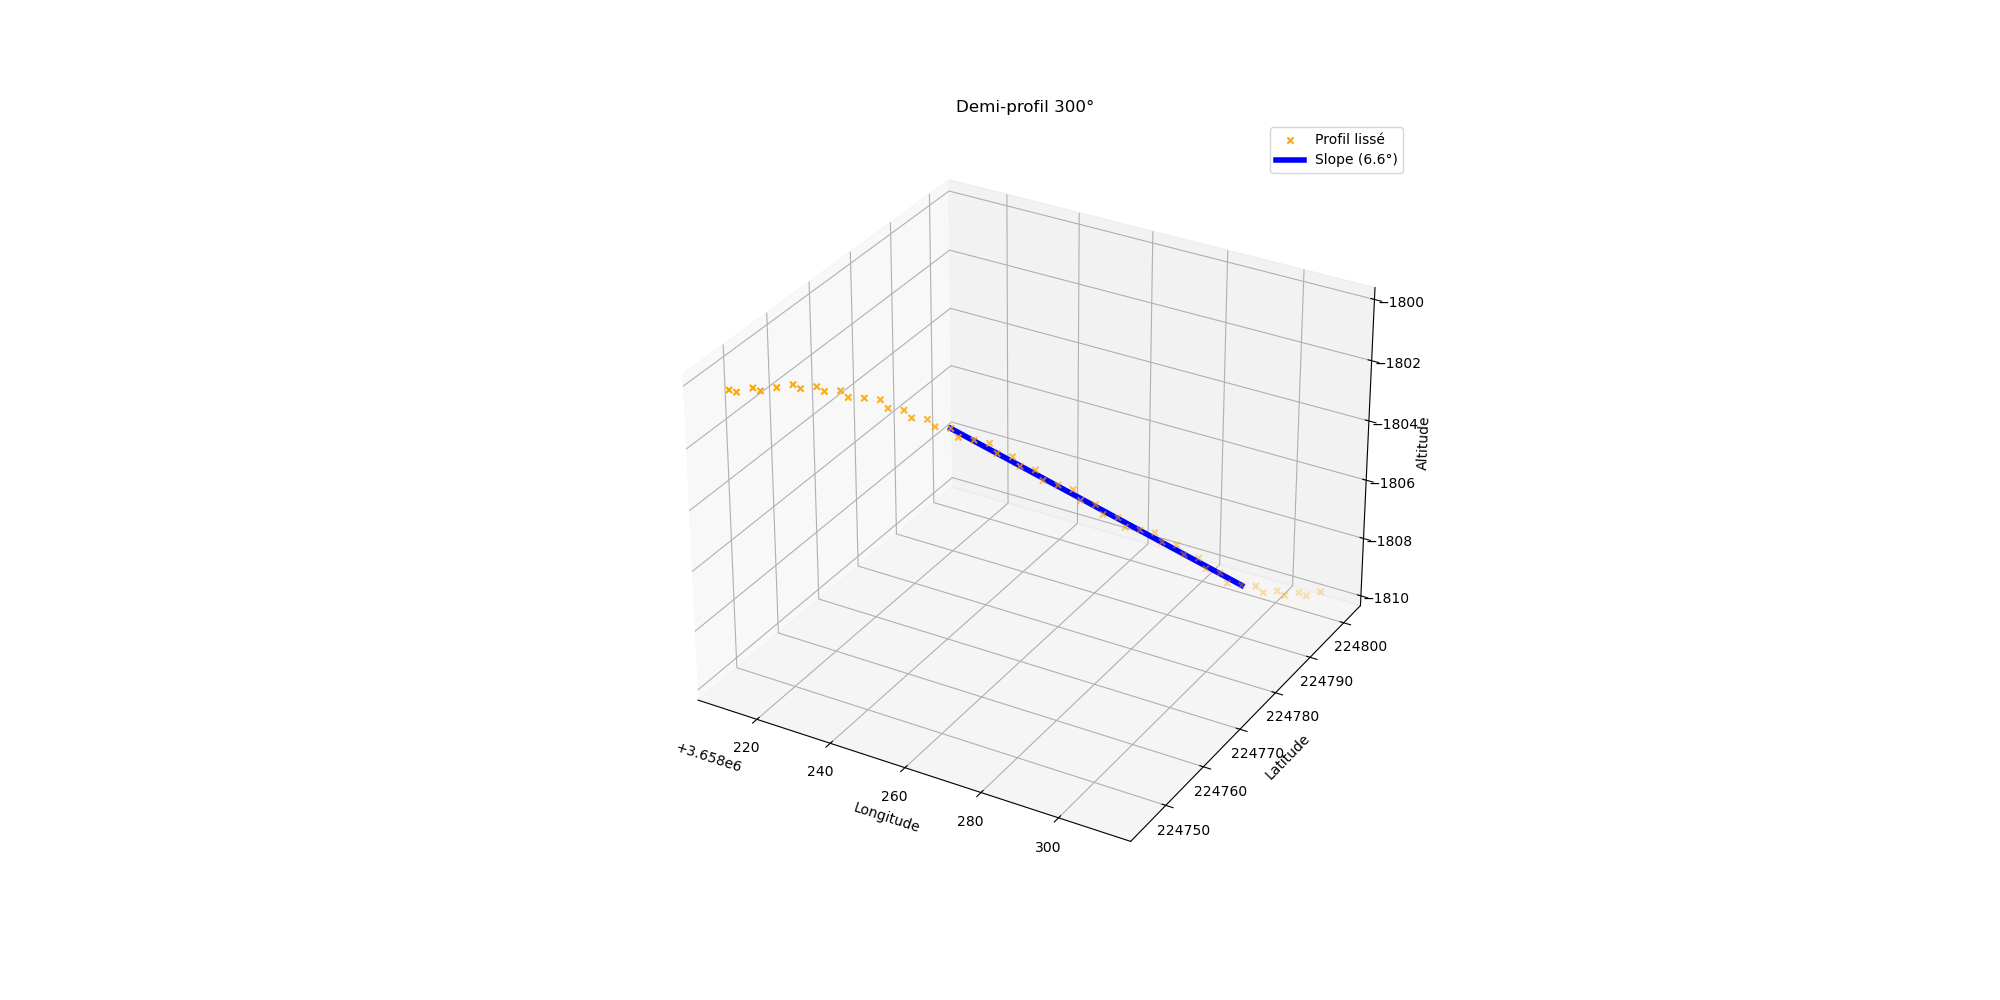 Demi-profil 300°
Profil lissé
Slope (6.6°)
−1800
−1802
−1804
−1806
−1808
−1810
Altitude
224800
224790
224780
224770
224760
224750
Latitude
+3.658e6
220
240
260
280
300
Longitude